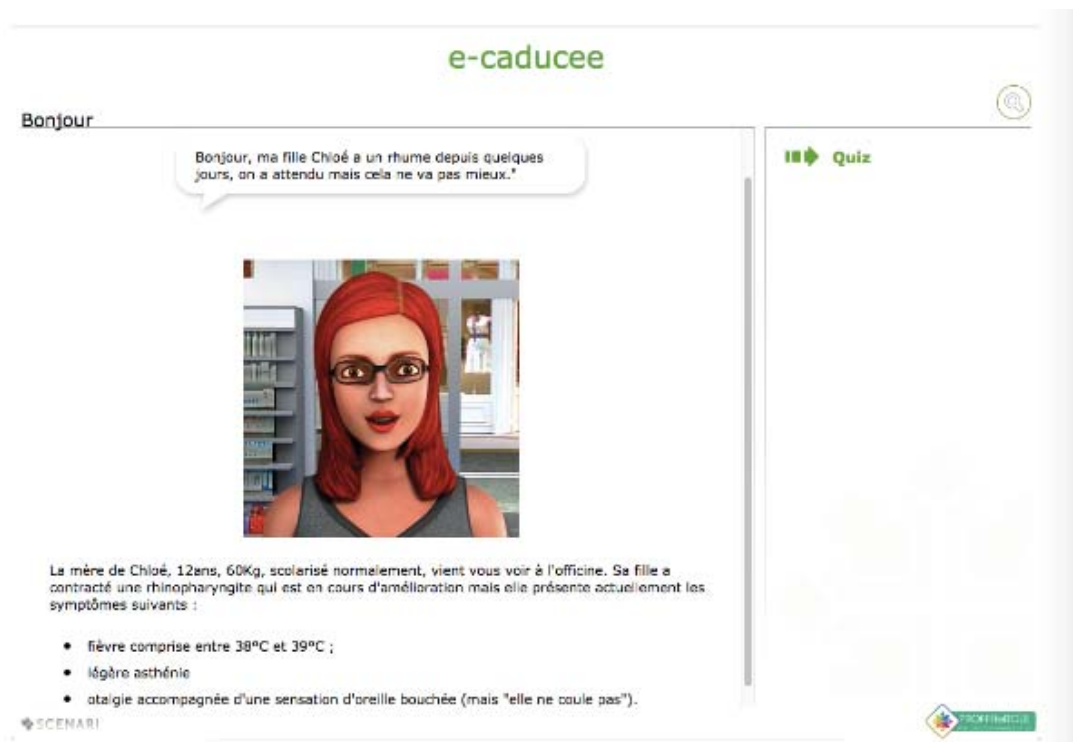 e-caducee
Bonjour
Bonjour, ma fille Chloé a un rhume depuis quelques
jours, on a attendu mais cela ne va pas mieux."
Quiz
La mère de Chloé, 12ans, 60Kg, scolarisé normalement, vient vous voir à l'officine. Sa fille a
contracté une rhinopharyngite qui est en cours d'amélioration mais elle présente actuellement les
symptômes suivants :
• fièvre comprise entre 38°C et 39°C ;
• légère asthénie
• otalgie accompagnée d'une sensation d'oreille bouchée (mais "elle ne coule pas").
SCENARI